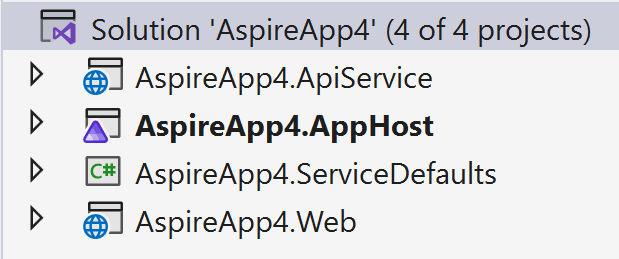 Solution 'AspireApp4' (4 of 4 projects)
AspireApp4.ApiService
AspireApp4.AppHost
C# AspireApp4.ServiceDefaults
AspireApp4.Web